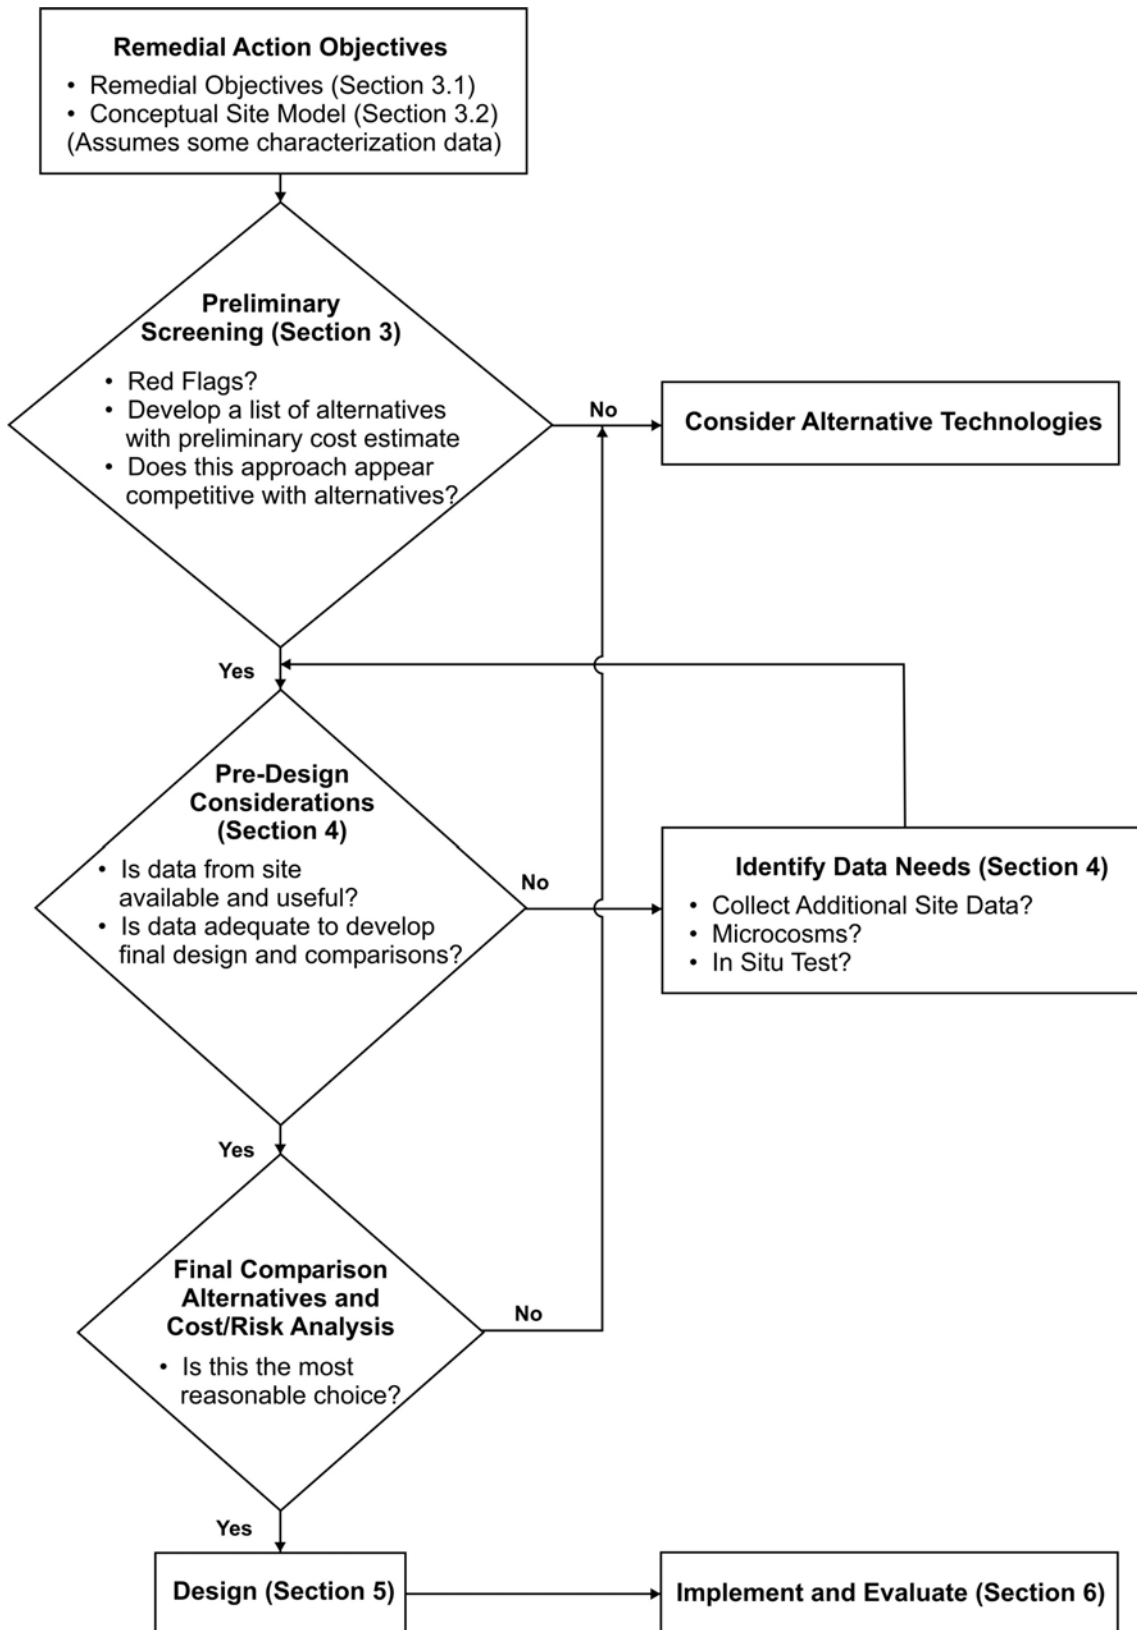 Remedial Action Objectives
• Remedial Objectives (Section 3.1)
• Conceptual Site Model (Section 3.2)
(Assumes some characterization data)
Preliminary
Screening (Section 3)
• Red Flags?
• Develop a list of alternatives
with preliminary cost estimate
• Does this approach appear
competitive with alternatives?
No
Consider Alternative Technologies
Yes
Pre-Design
Considerations
(Section 4)
• Is data from site
available and useful?
• Is data adequate to develop
final design and comparisons?
No
Identify Data Needs (Section 4)
• Collect Additional Site Data?
• Microcosms?
• In Situ Test?
Yes
Final Comparison
Alternatives and
Cost/Risk Analysis
• Is this the most
reasonable choice?
No
Yes
Design (Section 5)
Implement and Evaluate (Section 6)